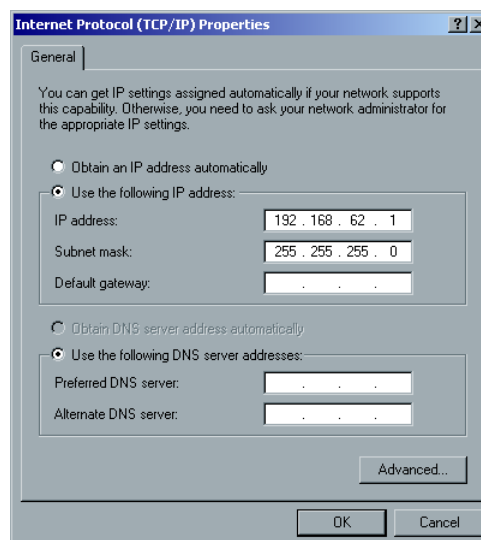 Internet Protocol (TCP/IP) Properties
General
You can get IP settings assigned automatically if your network supports
this capability. Otherwise, you need to ask your network administrator for
the appropriate IP settings.
Obtain an IP address automatically
Use the following IP address:
IP address: 192 . 168 . 62 . 1
Subnet mask: 255 . 255 . 255 . 0
Default gateway: . . .
Obtain DNS server address automatically
Use the following DNS server addresses:
Preferred DNS server: . . .
Alternate DNS server: . . .
Advanced...
OK Cancel